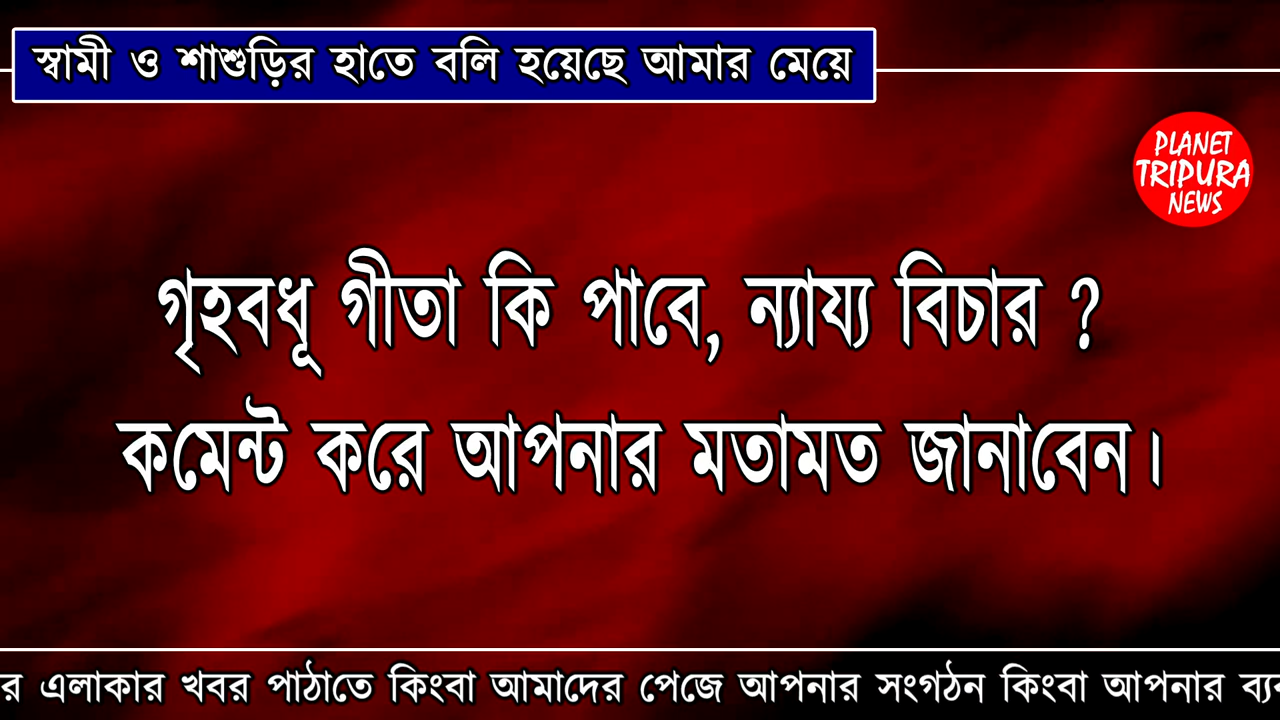 স্বামী ও শাশুড়ির হাতে বলি হয়েছে আমার মেয়ে
PLANET
TRIPURA
NEWS
গৃহবধূ গীতা কি পাবে, ন্যায্য বিচার ?
কমেন্ট করে আপনার মতামত জানাবেন।
র এলাকার খবর পাঠাতে কিংবা আমাদের পেজে আপনার সংগঠন কিংবা আপনার